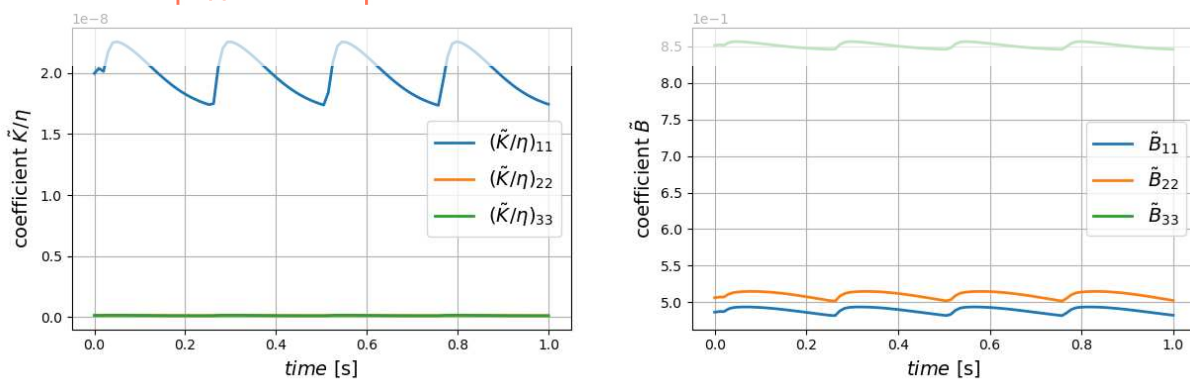 1e−8
2.0
1.5
1.0
0.5
0.0
0.0 0.2 0.4 0.6 0.8 1.0
coefficient K̃/η
time [s]
(K̃/η)₁₁
(K̃/η)₂₂
(K̃/η)₃₃
1e−1
8.5
8.0
7.5
7.0
6.5
6.0
5.5
5.0
0.0 0.2 0.4 0.6 0.8 1.0
coefficient B̃
time [s]
B̃₁₁
B̃₂₂
B̃₃₃